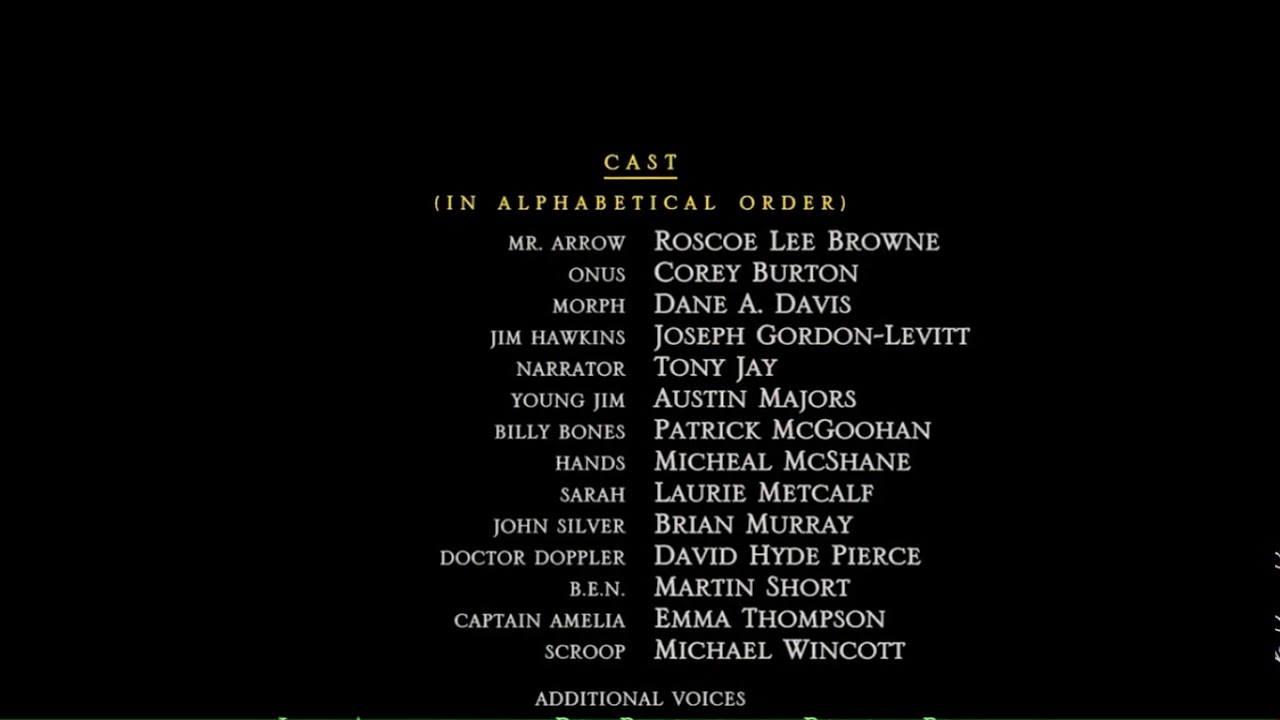 CAST
(IN ALPHABETICAL ORDER)
MR. ARROW ROSCOE LEE BROWNE
ONUS COREY BURTON
MORPH DANE A. DAVIS
JIM HAWKINS JOSEPH GORDON-LEVITT
NARRATOR TONY JAY
YOUNG JIM AUSTIN MAJORS
BILLY BONES PATRICK MCGOOHAN
HANDS MICHEAL MCSHANE
SARAH LAURIE METCALF
JOHN SILVER BRIAN MURRAY
DOCTOR DOPPLER DAVID HYDE PIERCE
B.E.N. MARTIN SHORT
CAPTAIN AMELIA EMMA THOMPSON
SCROOP MICHAEL WINCOTT
ADDITIONAL VOICES